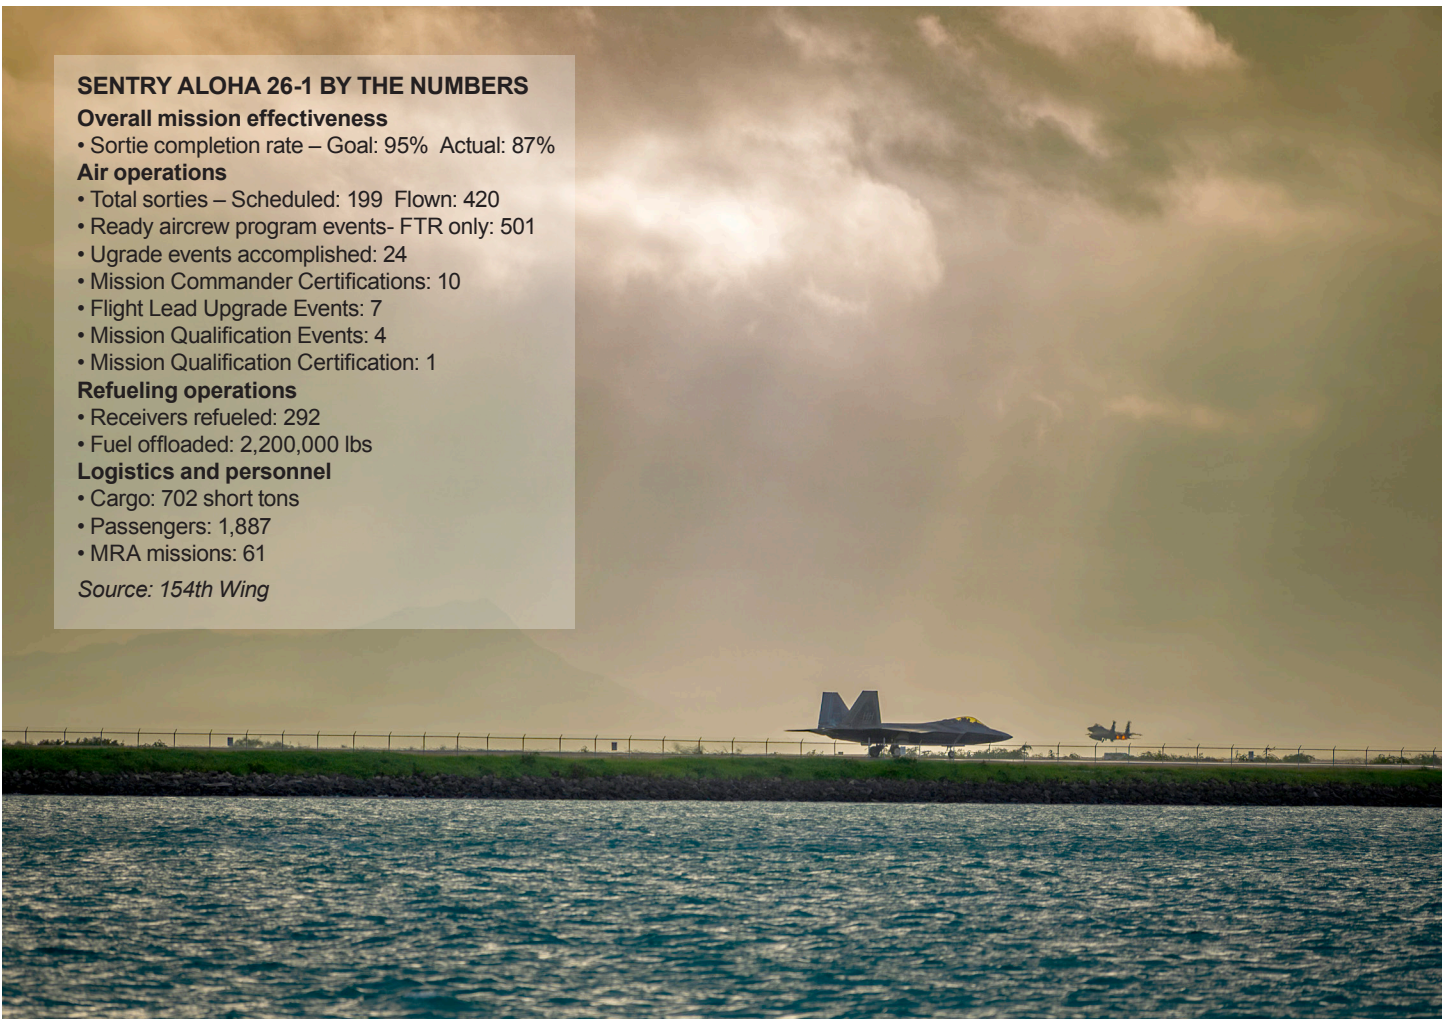 SENTRY ALOHA 26-1 BY THE NUMBERS
Overall mission effectiveness
• Sortie completion rate – Goal: 95%  Actual: 87%
Air operations
• Total sorties – Scheduled: 199  Flown: 420
• Ready aircrew program events- FTR only: 501
• Ugrade events accomplished: 24
• Mission Commander Certifications: 10
• Flight Lead Upgrade Events: 7
• Mission Qualification Events: 4
• Mission Qualification Certification: 1
Refueling operations
• Receivers refueled: 292
• Fuel offloaded: 2,200,000 lbs
Logistics and personnel
• Cargo: 702 short tons
• Passengers: 1,887
• MRA missions: 61
Source: 154th Wing